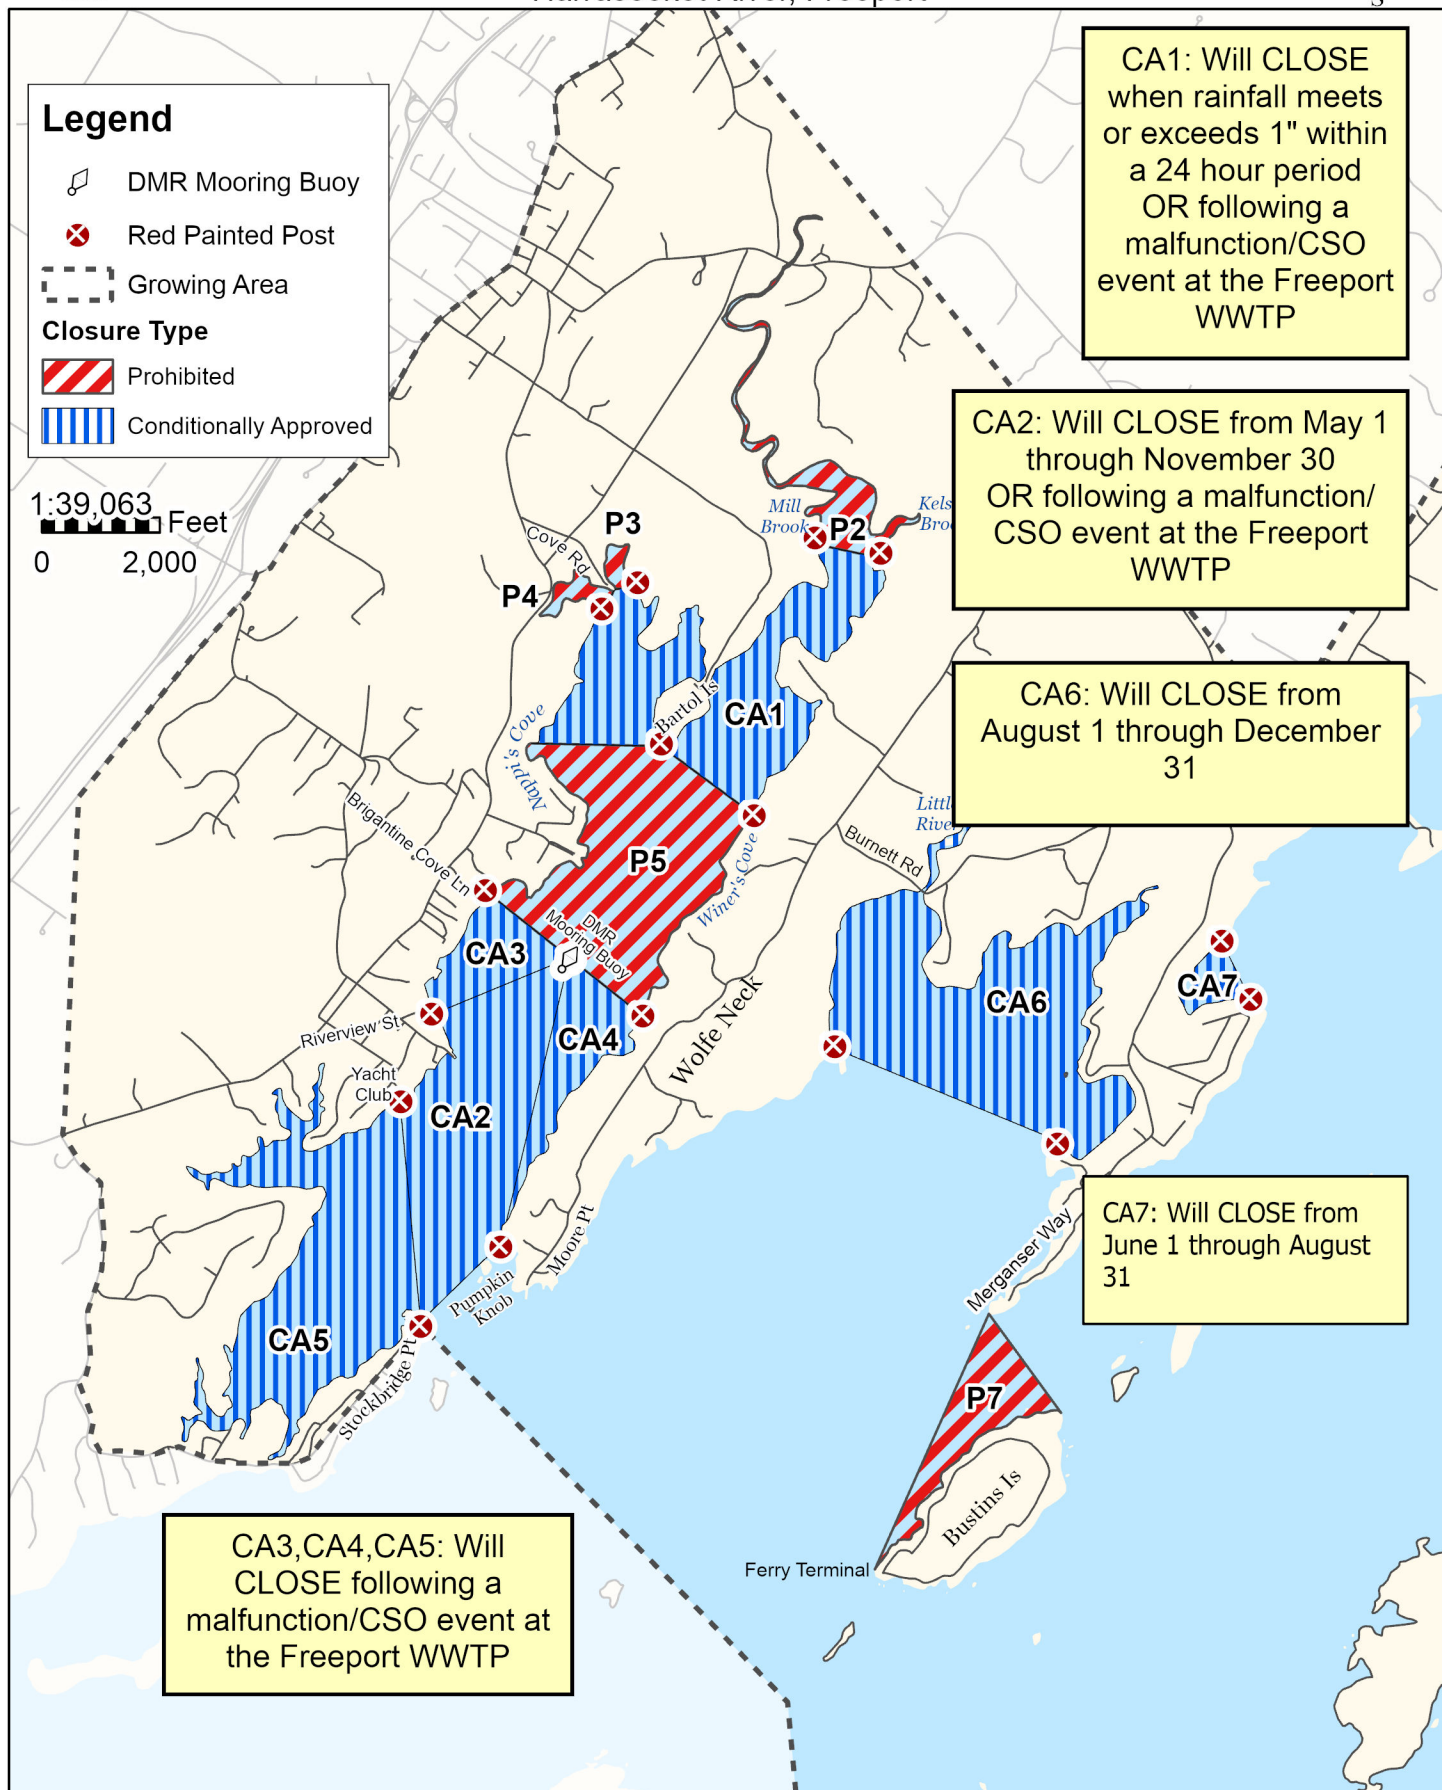 Legend
DMR Mooring Buoy
Red Painted Post
Growing Area
Closure Type
Prohibited
Conditionally Approved
1:39,063
Feet
0 2,000
CA1: Will CLOSE
when rainfall meets
or exceeds 1" within
a 24 hour period
OR following a
malfunction/CSO
event at the Freeport
WWTP
CA2: Will CLOSE from May 1
through November 30
OR following a malfunction/
CSO event at the Freeport
WWTP
CA6: Will CLOSE from
August 1 through December
31
CA7: Will CLOSE from
June 1 through August
31
CA3,CA4,CA5: Will
CLOSE following a
malfunction/CSO event at
the Freeport WWTP
Mill
Brook
P2
P3
Cove Rd
P4
Bartol Is
CA1
Nappi's Cove
Brigantine Cove Ln
P5
Winer's Cove
Burnett Rd
DMR
Mooring Buoy
CA3
CA4
CA6
CA7
Riverview St
Wolfe Neck
Yacht
Club
CA2
Moore Pt
Pumpkin
Knob
CA5
Stockbridge Pt
Merganser Way
P7
Bustins Is
Ferry Terminal